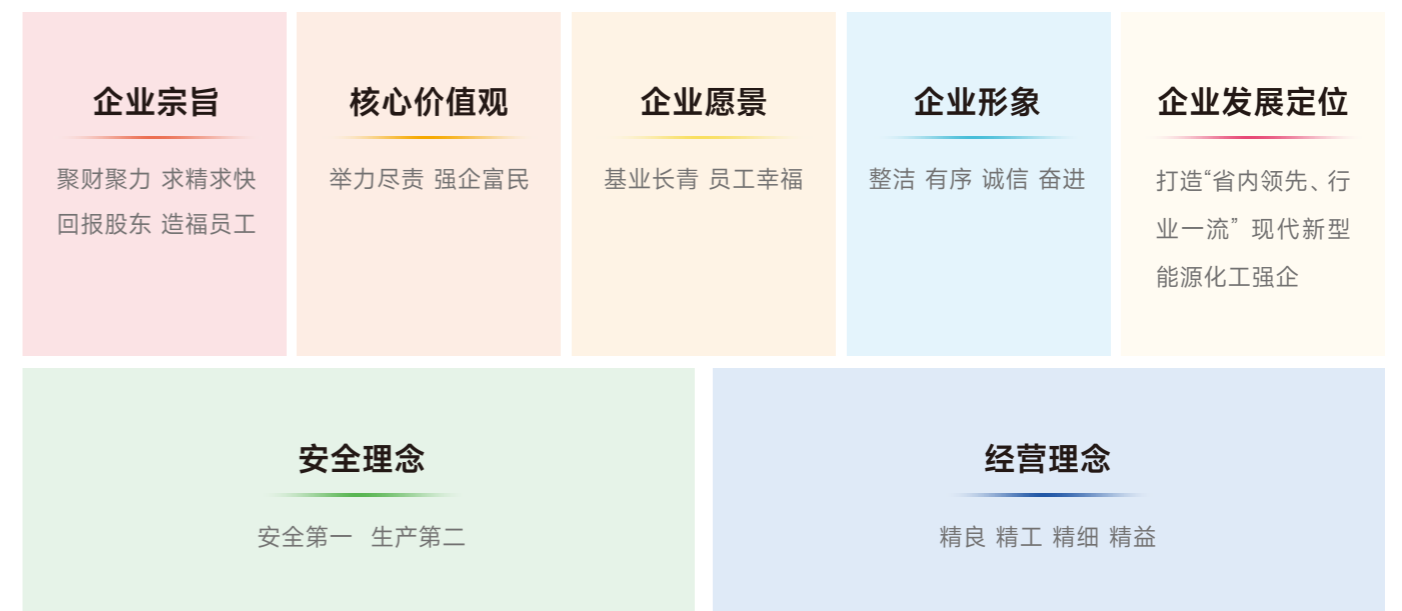 企业宗旨
聚财聚力 求精求快
回报股东 造福员工
核心价值观
举力尽责 强企富民
企业愿景
基业长青 员工幸福
企业形象
整洁 有序 诚信 奋进
企业发展定位
打造“省内领先、行
业一流” 现代新型
能源化工强企
安全理念
安全第一 生产第二
经营理念
精良 精工 精细 精益